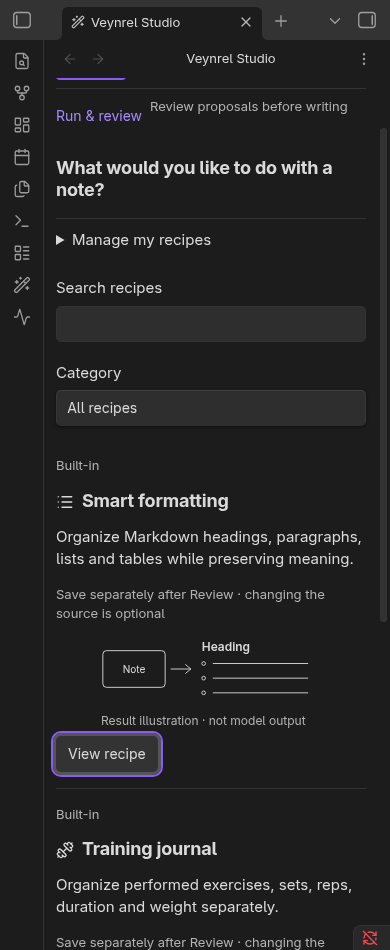 Veynrel Studio
Veynrel Studio
Run & review
Review proposals before writing
What would you like to do with a
note?
Manage my recipes
Search recipes
Category
All recipes
Built-in
Smart formatting
Organize Markdown headings, paragraphs,
lists and tables while preserving meaning.
Save separately after Review · changing the
source is optional
Note
Heading
Result illustration · not model output
View recipe
Built-in
Training journal
Organize performed exercises, sets, reps,
duration and weight separately.
Save separately after Review · changing the